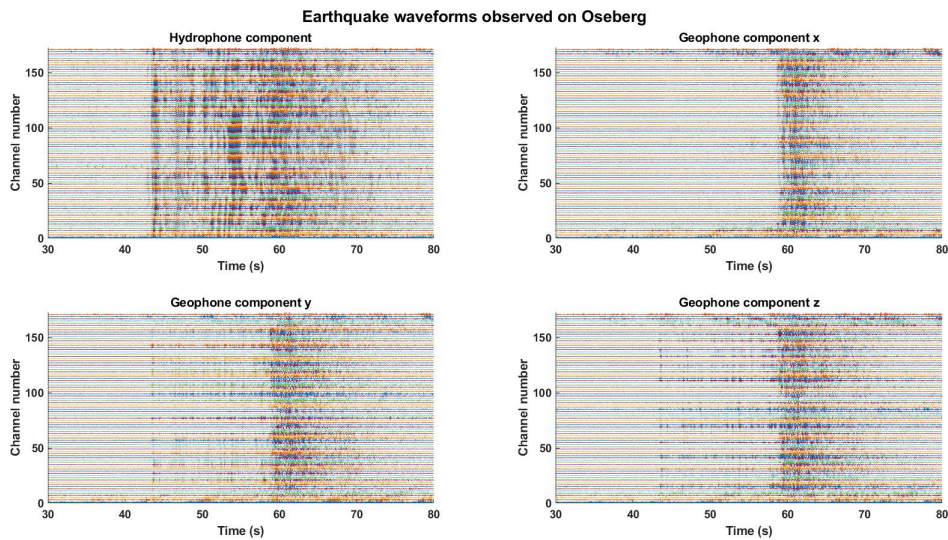 Earthquake waveforms observed on Oseberg
Hydrophone component
Channel number
150
100
50
0
30 40 50 60 70 80
Time (s)
Geophone component x
Channel number
150
100
50
0
30 40 50 60 70 80
Time (s)
Geophone component y
Channel number
150
100
50
0
30 40 50 60 70 80
Time (s)
Geophone component z
Channel number
150
100
50
0
30 40 50 60 70 80
Time (s)